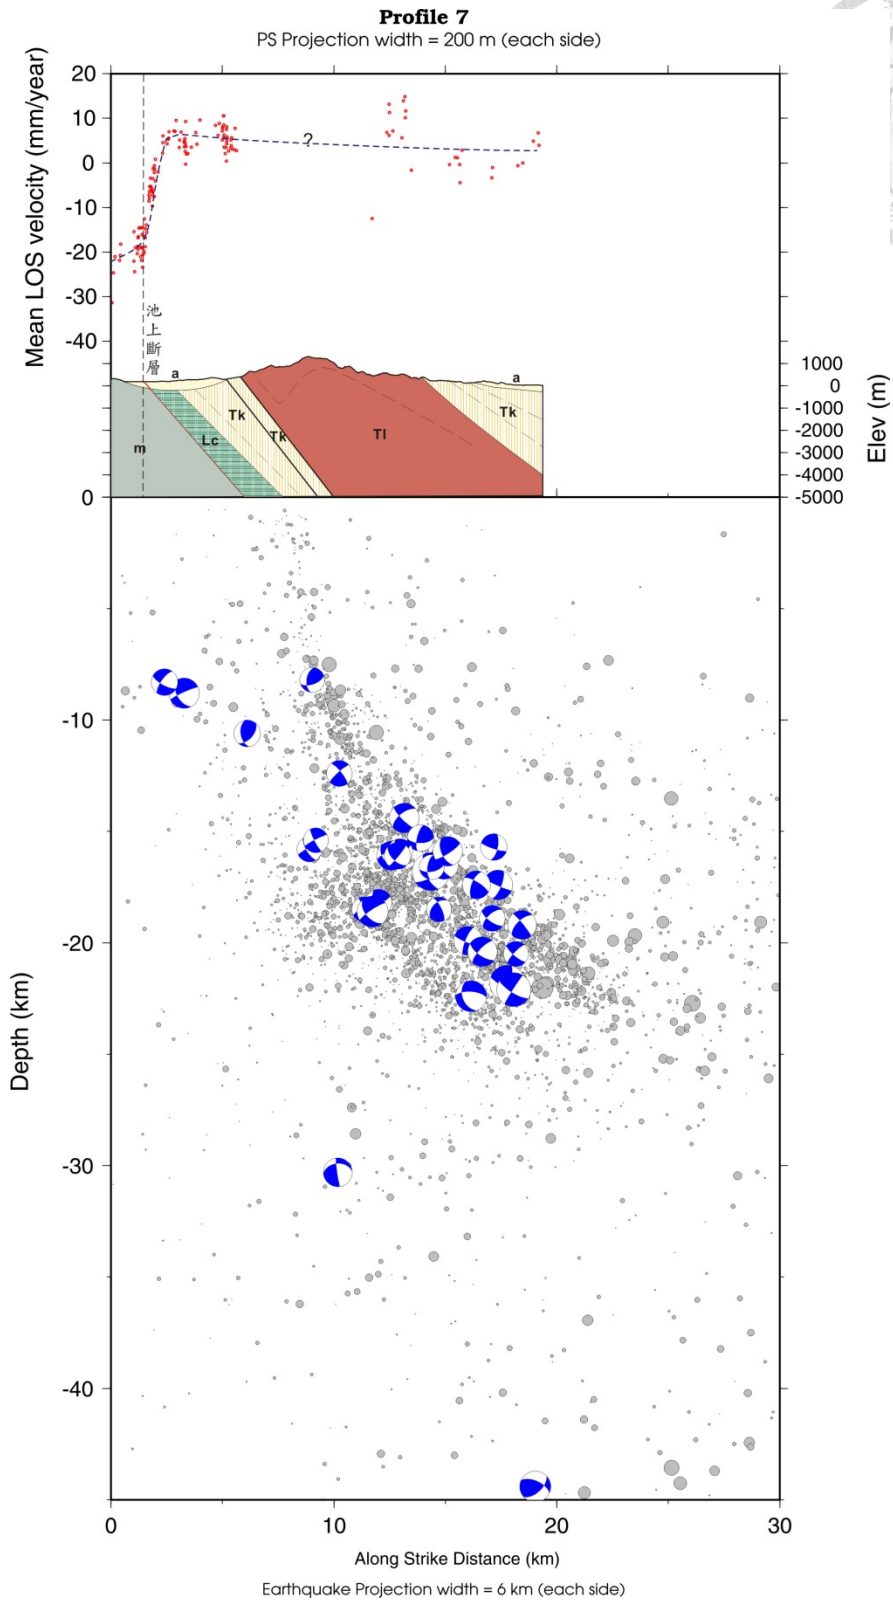 Profile 7
PS Projection width = 200 m (each side)
Mean LOS velocity (mm/year)
20
10
0
-10
-20
-30
-40
0
?
池上斷層
a
a
Tk
Tk
Tk
Lc
m
Tl
1000
0
-1000
-2000
-3000
-4000
-5000
Elev (m)
Depth (km)
-10
-20
-30
-40
0
10
20
30
Along Strike Distance (km)
Earthquake Projection width = 6 km (each side)